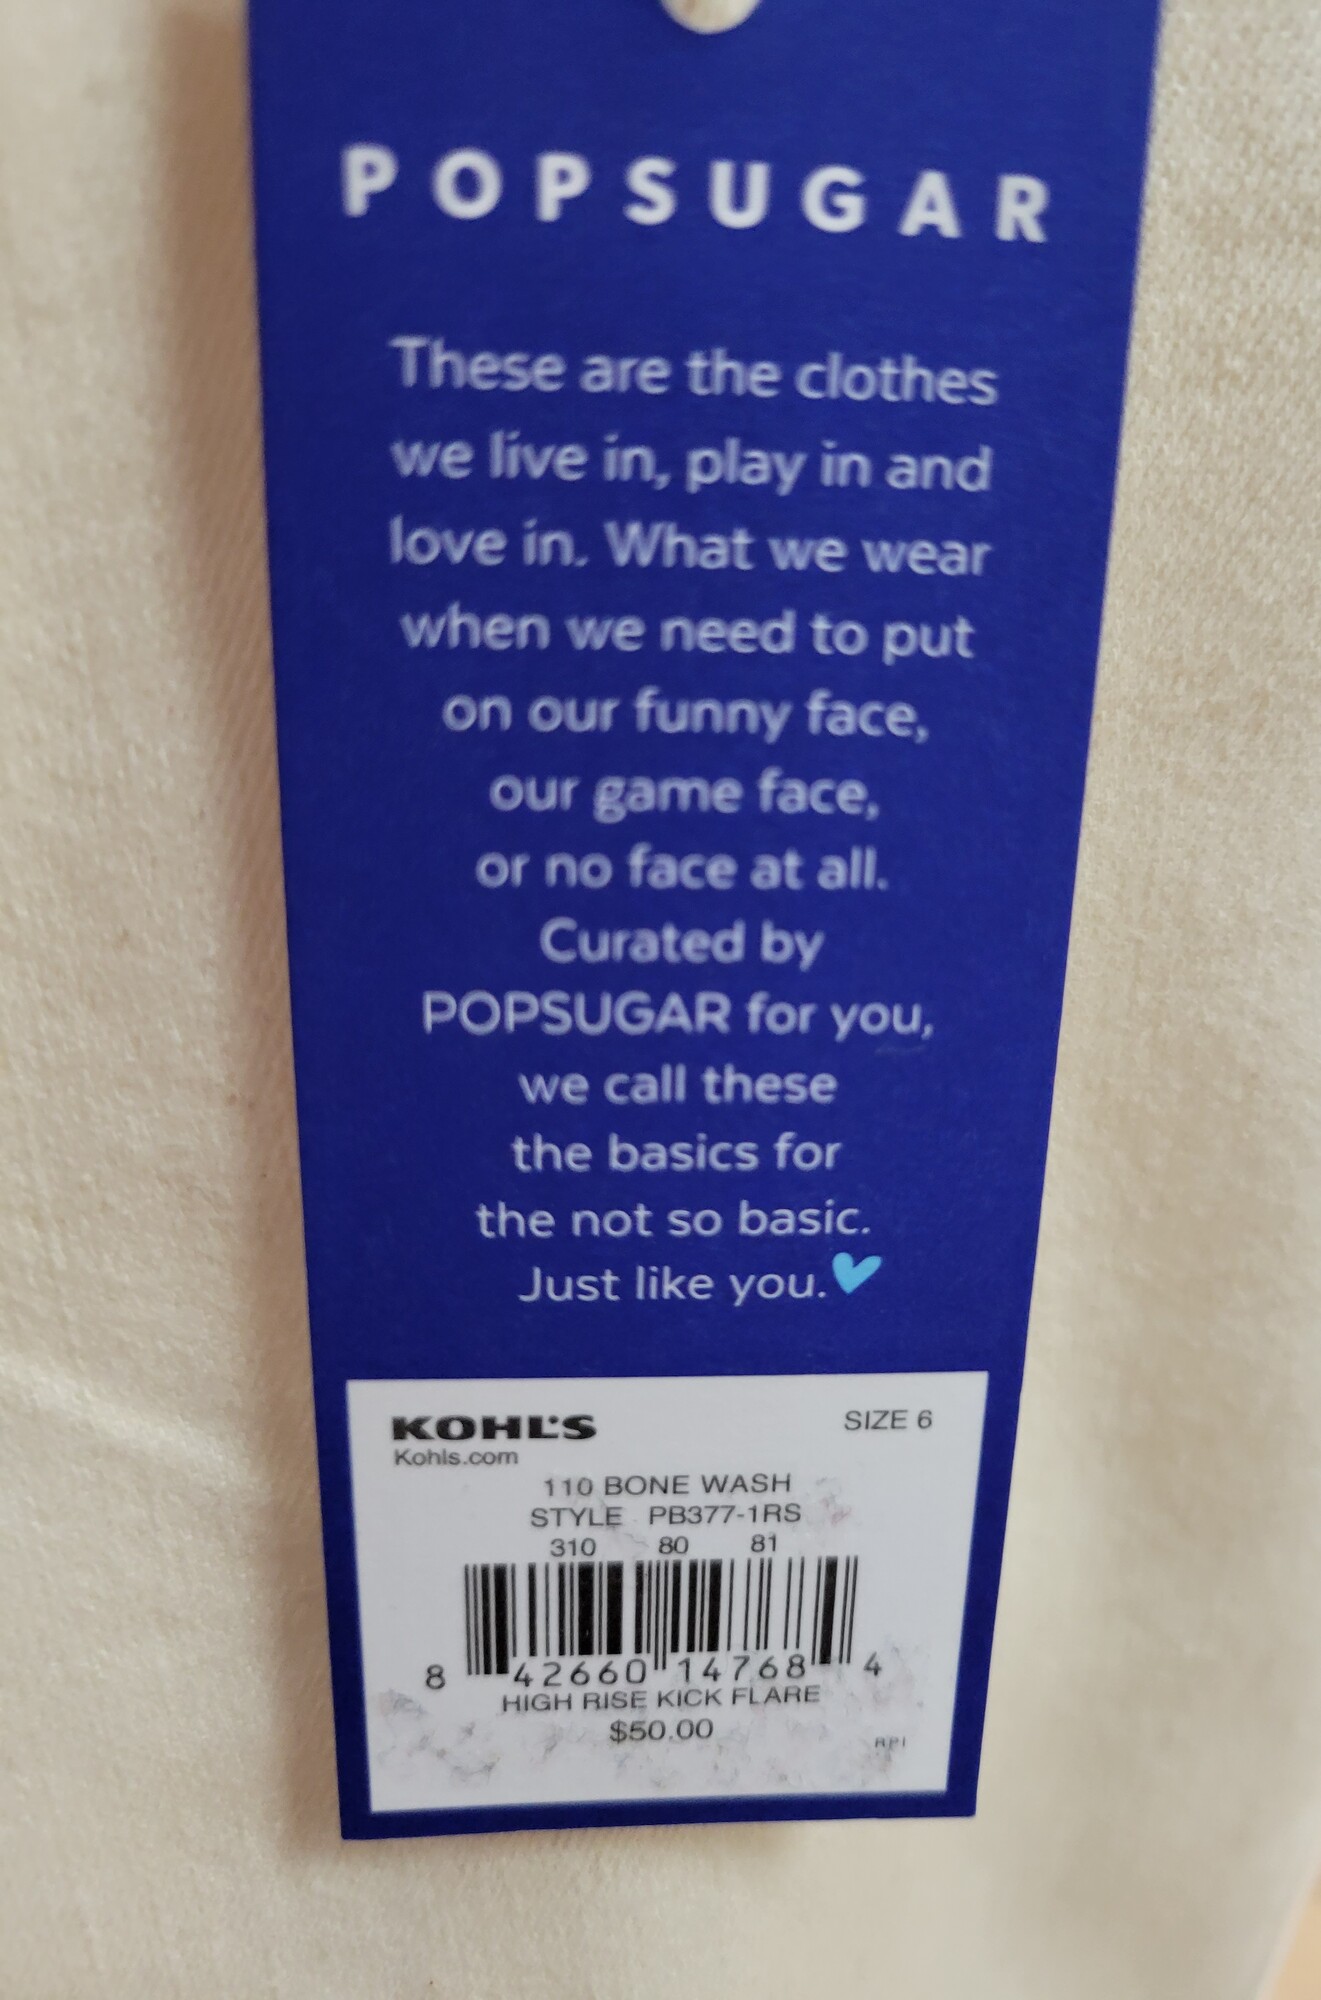 POPSUGAR
These are the clothes
we live in, play in and
love in. What we wear
when we need to put
on our funny face,
our game face,
or no face at all.
Curated by
POPSUGAR for you,
we call these
the basics for
the not so basic.
Just like you.
KOHL'S SIZE 6
Kohls.com
110 BONE WASH
STYLE PB377-1RS
310 80 81
8 42660 14768 4
HIGH RISE KICK FLARE
$50.00
RPI